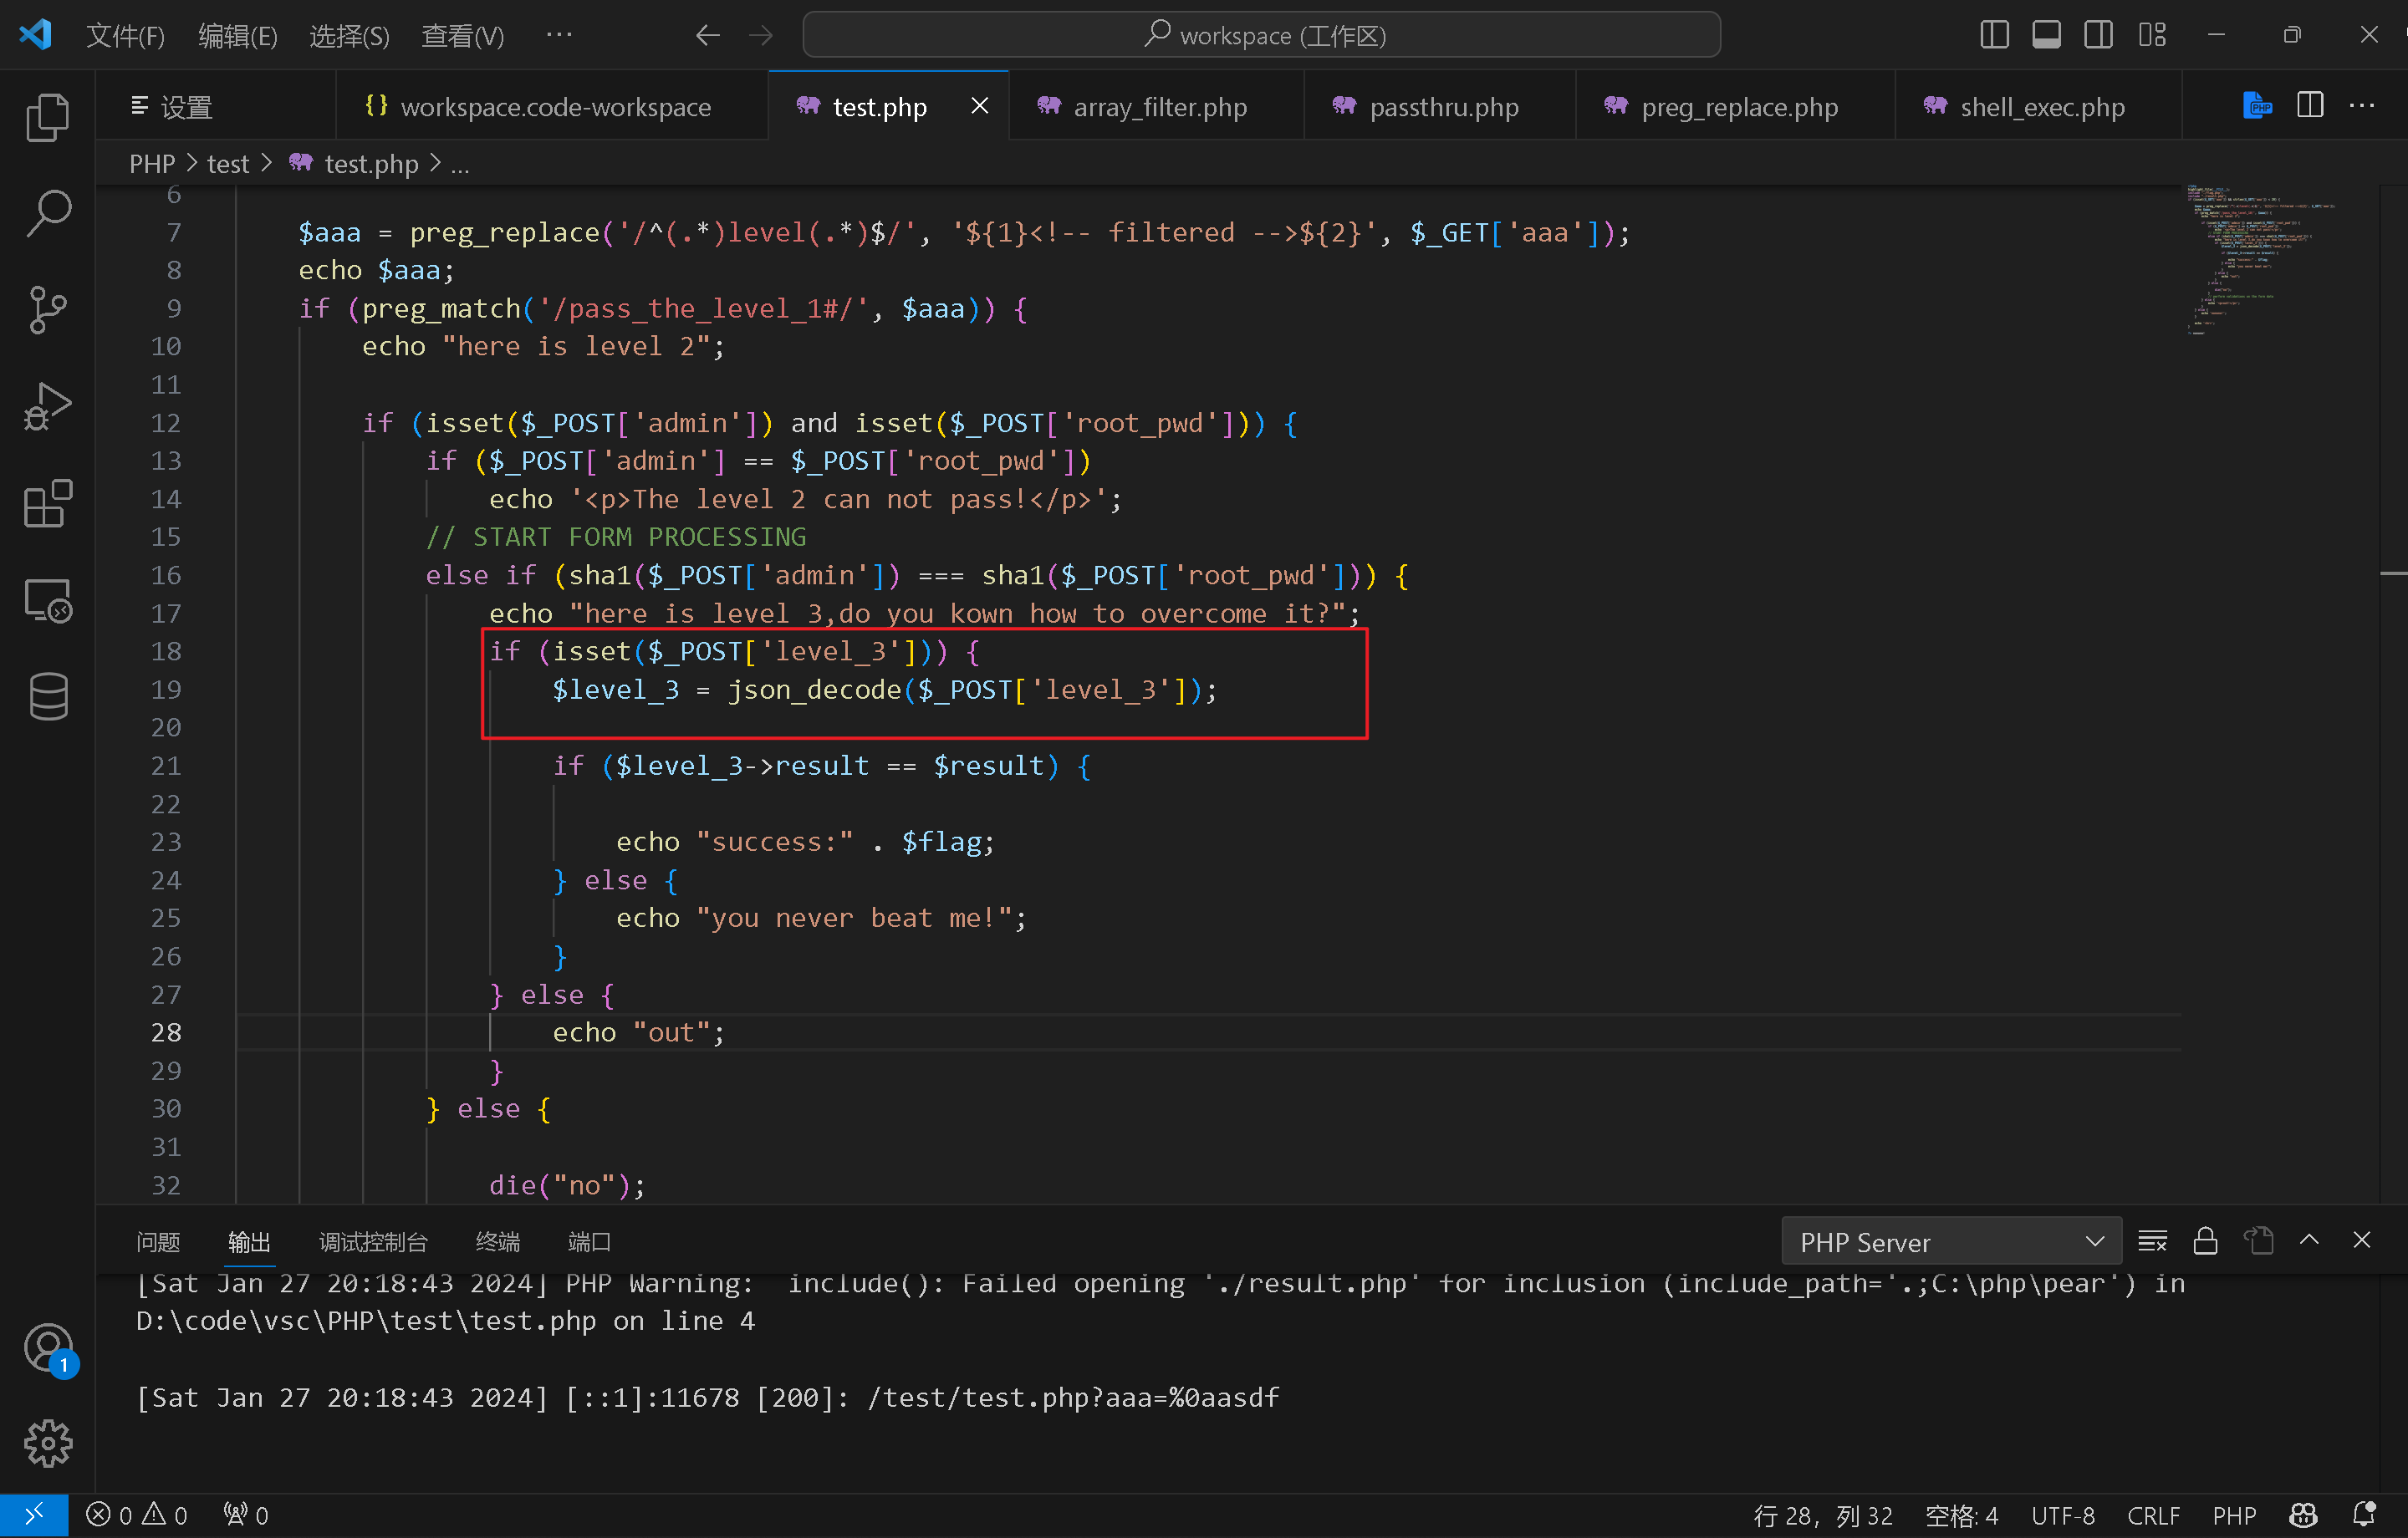 文件(F) 编辑(E) 选择(S) 查看(V) ··· workspace (工作区)
设置 workspace.code-workspace test.php array_filter.php passthru.php preg_replace.php shell_exec.php
PHP > test > test.php > ...
6
7 $aaa = preg_replace('/^(.*)level(.*)$/', '${1}<!-- filtered -->${2}', $_GET['aaa']);
8 echo $aaa;
9 if (preg_match('/pass_the_level_1#/', $aaa)) {
10 echo "here is level 2";
11
12 if (isset($_POST['admin']) and isset($_POST['root_pwd'])) {
13 if ($_POST['admin'] == $_POST['root_pwd'])
14 echo '<p>The level 2 can not pass!</p>';
15 // START FORM PROCESSING
16 else if (sha1($_POST['admin']) === sha1($_POST['root_pwd'])) {
17 echo "here is level 3,do you kown how to overcome it?";
18 if (isset($_POST['level_3'])) {
19 $level_3 = json_decode($_POST['level_3']);
20
21 if ($level_3->result == $result) {
22
23 echo "success:" . $flag;
24 } else {
25 echo "you never beat me!";
26 }
27 } else {
28 echo "out";
29 }
30 } else {
31
32 die("no");
问题 输出 调试控制台 终端 端口 PHP Server
[Sat Jan 27 20:18:43 2024] PHP Warning:  include(): Failed opening './result.php' for inclusion (include_path='.;C:\php\pear') in
D:\code\vsc\PHP\test\test.php on line 4
[Sat Jan 27 20:18:43 2024] [::1]:11678 [200]: /test/test.php?aaa=%0aasdf
1
0 0 0 行 28，列 32 空格: 4 UTF-8 CRLF PHP